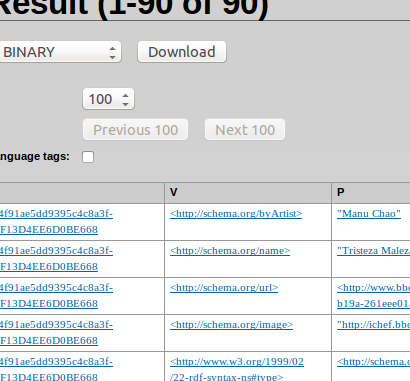 Result (1-90 of 90)
BINARY Download
100
Previous 100 Next 100
nguage tags:
V P
4f91ae5dd9395c4c8a3f- <http://schema.org/byArtist> "Manu Chao"
F13D4EE6D0BE668
4f91ae5dd9395c4c8a3f- <http://schema.org/name> "Tristeza Malez
F13D4EE6D0BE668
4f91ae5dd9395c4c8a3f- <http://schema.org/url> <http://www.bbc
F13D4EE6D0BE668 b19a-261eee01
4f91ae5dd9395c4c8a3f- <http://schema.org/image> "http://ichef.bbc
F13D4EE6D0BE668
4f91ae5dd9395c4c8a3f- <http://www.w3.org/1999/02 <http://schema.o
F13D4EE6D0BE668 /22-rdf-syntax-ns#type>